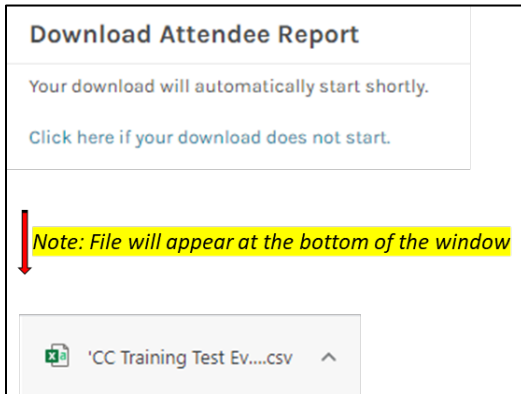 Download Attendee Report
Your download will automatically start shortly.
Click here if your download does not start.
Note: File will appear at the bottom of the window
'CC Training Test Ev....csv